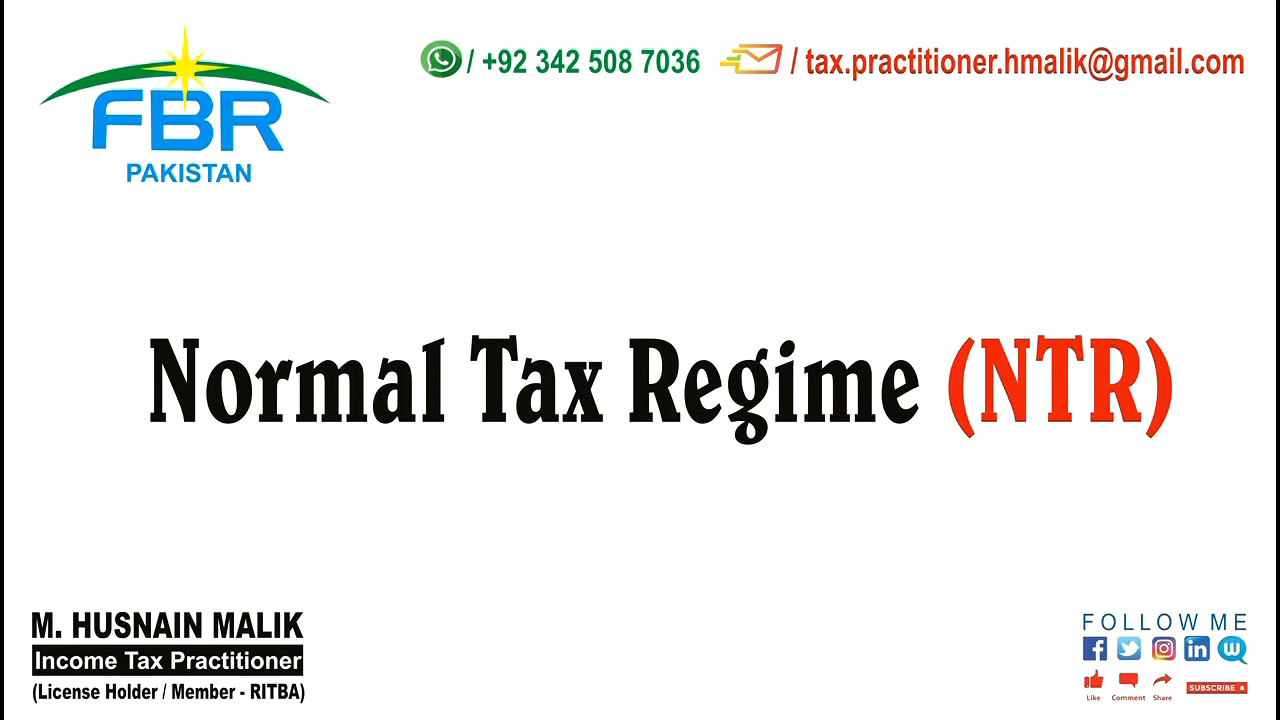 FBR
PAKISTAN
/ +92 342 508 7036 / tax.practitioner.hmalik@gmail.com
Normal Tax Regime (NTR)
M. HUSNAIN MALIK
Income Tax Practitioner
(License Holder / Member - RITBA)
FOLLOW ME
Like Comment Share SUBSCRIBE